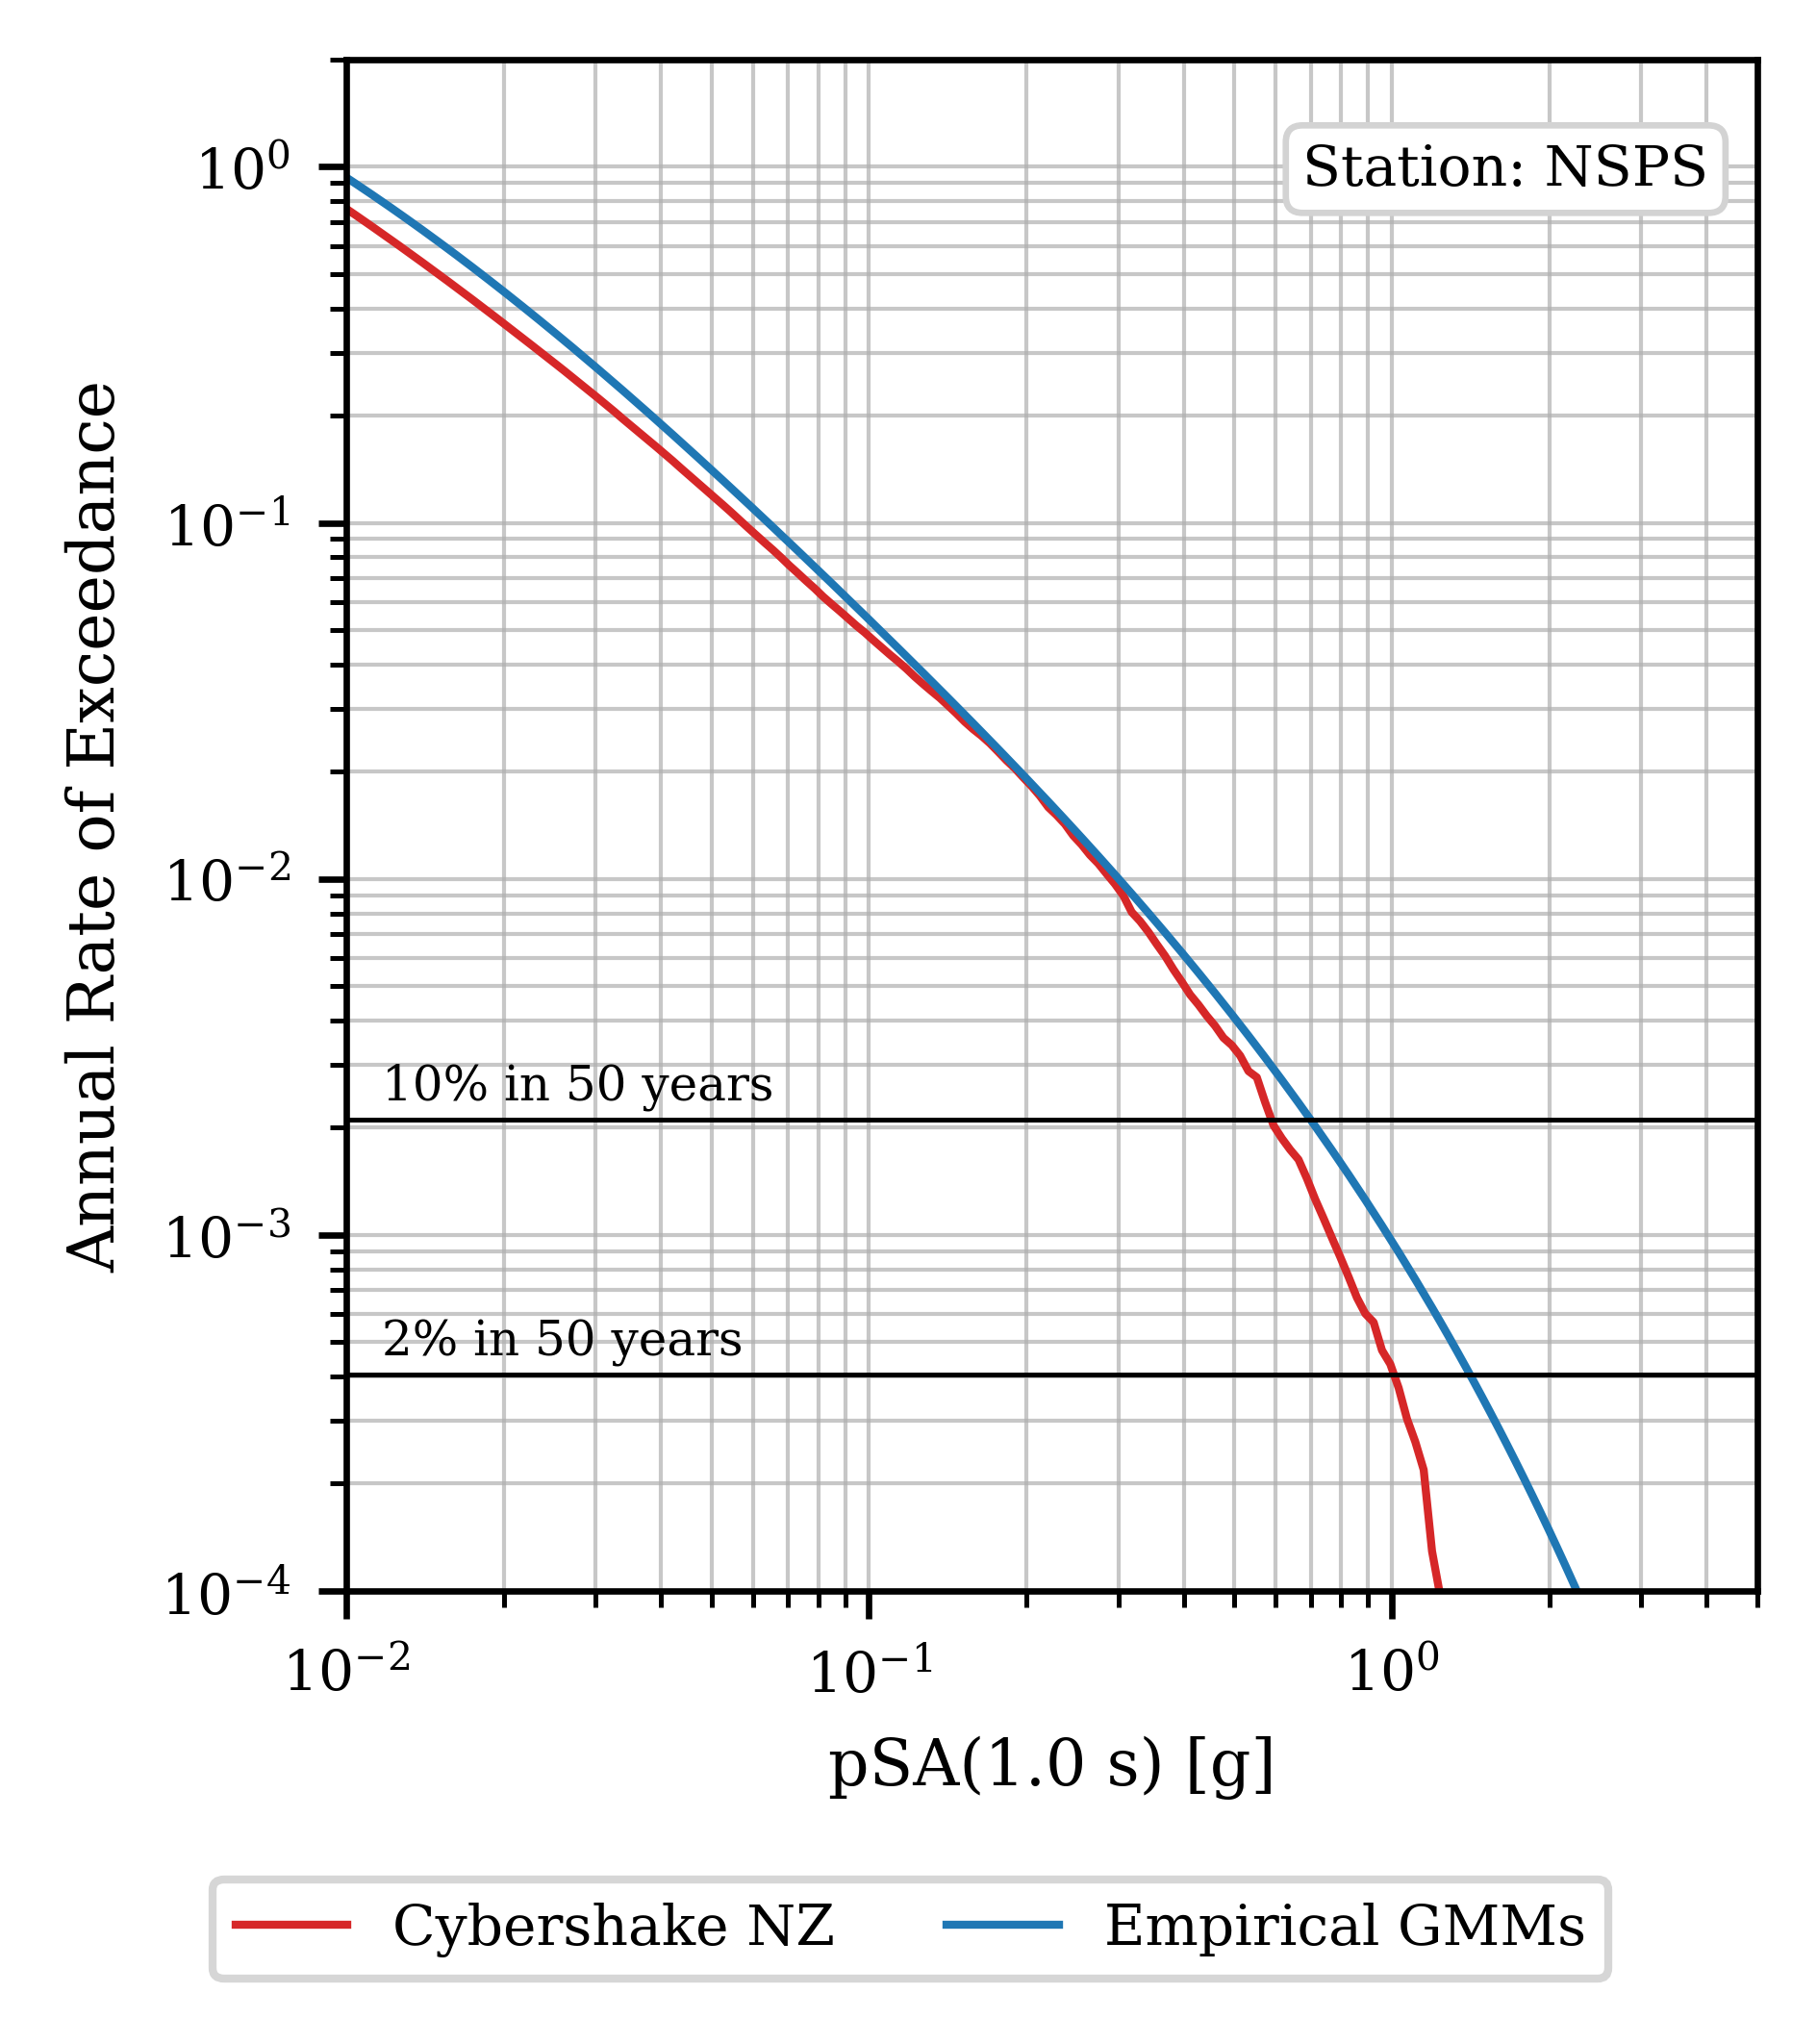 Station: NSPS
10⁰
10⁻¹
10⁻²
10⁻³
10⁻⁴
Annual Rate of Exceedance
10% in 50 years
2% in 50 years
10⁻²
10⁻¹
10⁰
pSA(1.0 s) [g]
Cybershake NZ
Empirical GMMs